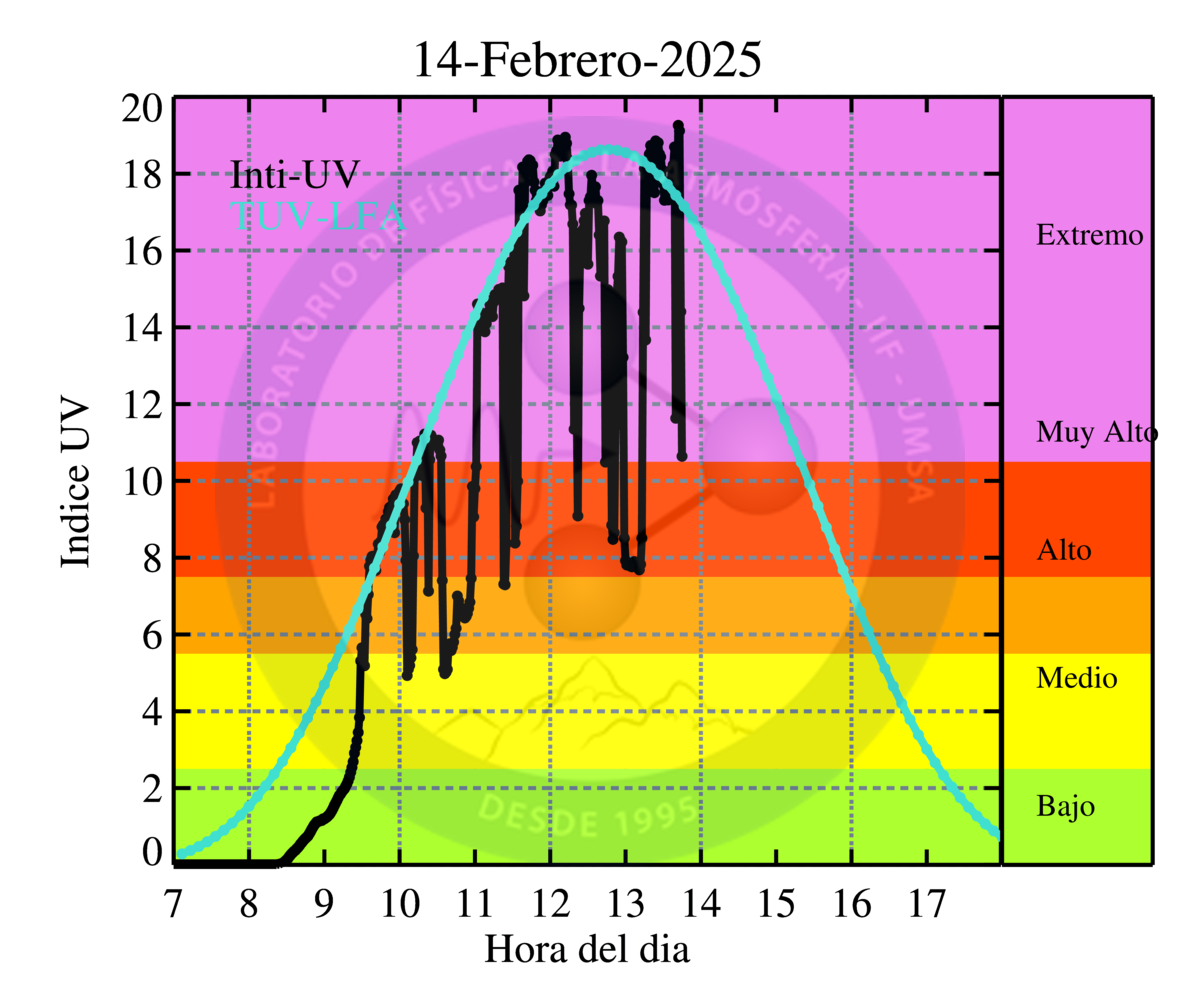 14-Febrero-2025
Indice UV
20
18
16
14
12
10
8
6
4
2
0
Inti-UV
TUV-LFA
LABORATORIO DE FÍSICA DE LA ATMÓSFERA - IIF - UMSA
DESDE 1995
Extremo
Muy Alto
Alto
Medio
Bajo
7 8 9 10 11 12 13 14 15 16 17
Hora del dia